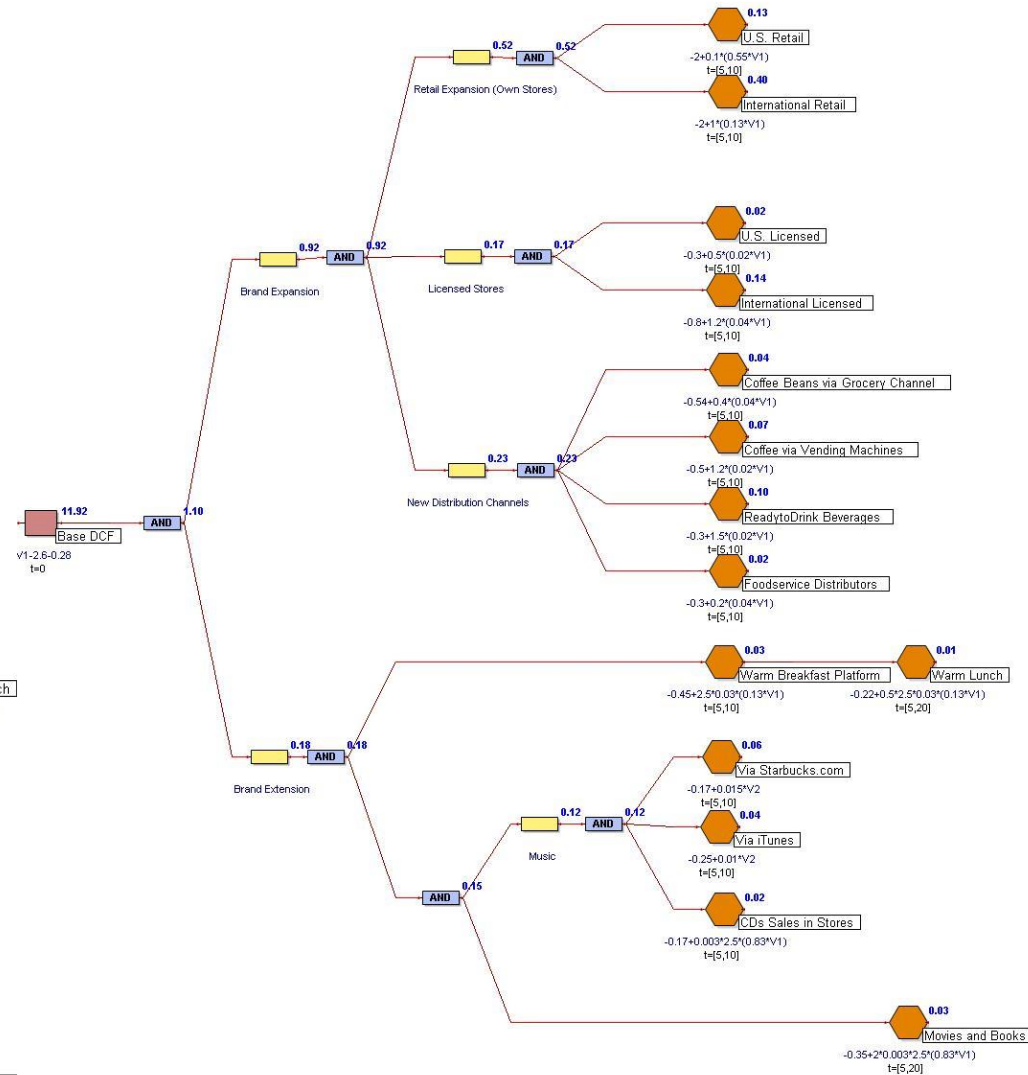 0.13
U.S. Retail
-2+0.1*(0.55*V1)
t=[5,10]
0.52
AND
0.52
Retail Expansion (Own Stores)
0.40
International Retail
-2+1*(0.13*V1)
t=[5,10]
0.02
U.S. Licensed
-0.3+0.5*(0.02*V1)
t=[5,10]
0.92
AND
0.92
Brand Expansion
0.17
AND
0.17
Licensed Stores
0.14
International Licensed
-0.8+1.2*(0.04*V1)
t=[5,10]
0.04
Coffee Beans via Grocery Channel
-0.54+0.4*(0.04*V1)
t=[5,10]
0.07
Coffee via Vending Machines
-0.5+1.2*(0.02*V1)
t=[5,10]
0.23
AND
0.23
New Distribution Channels
0.10
ReadytoDrink Beverages
-0.3+1.5*(0.02*V1)
t=[5,10]
11.92
Base DCF
V1-2.6-0.28
t=0
AND
1.10
0.02
Foodservice Distributors
-0.3+0.2*(0.04*V1)
t=[5,10]
0.03
Warm Breakfast Platform
-0.45+2.5*0.03*(0.13*V1)
t=[5,10]
0.01
Warm Lunch
-0.22+0.5*2.5*0.03*(0.13*V1)
t=[5,20]
ch
0.18
AND
0.18
Brand Extension
0.06
Via Starbucks.com
-0.17+0.015*V2
t=[5,10]
0.12
AND
0.12
Music
0.04
Via iTunes
-0.25+0.01*V2
t=[5,10]
AND
0.15
0.02
CDs Sales in Stores
-0.17+0.003*2.5*(0.83*V1)
t=[5,10]
0.03
Movies and Books
-0.35+2*0.003*2.5*(0.83*V1)
t=[5,20]